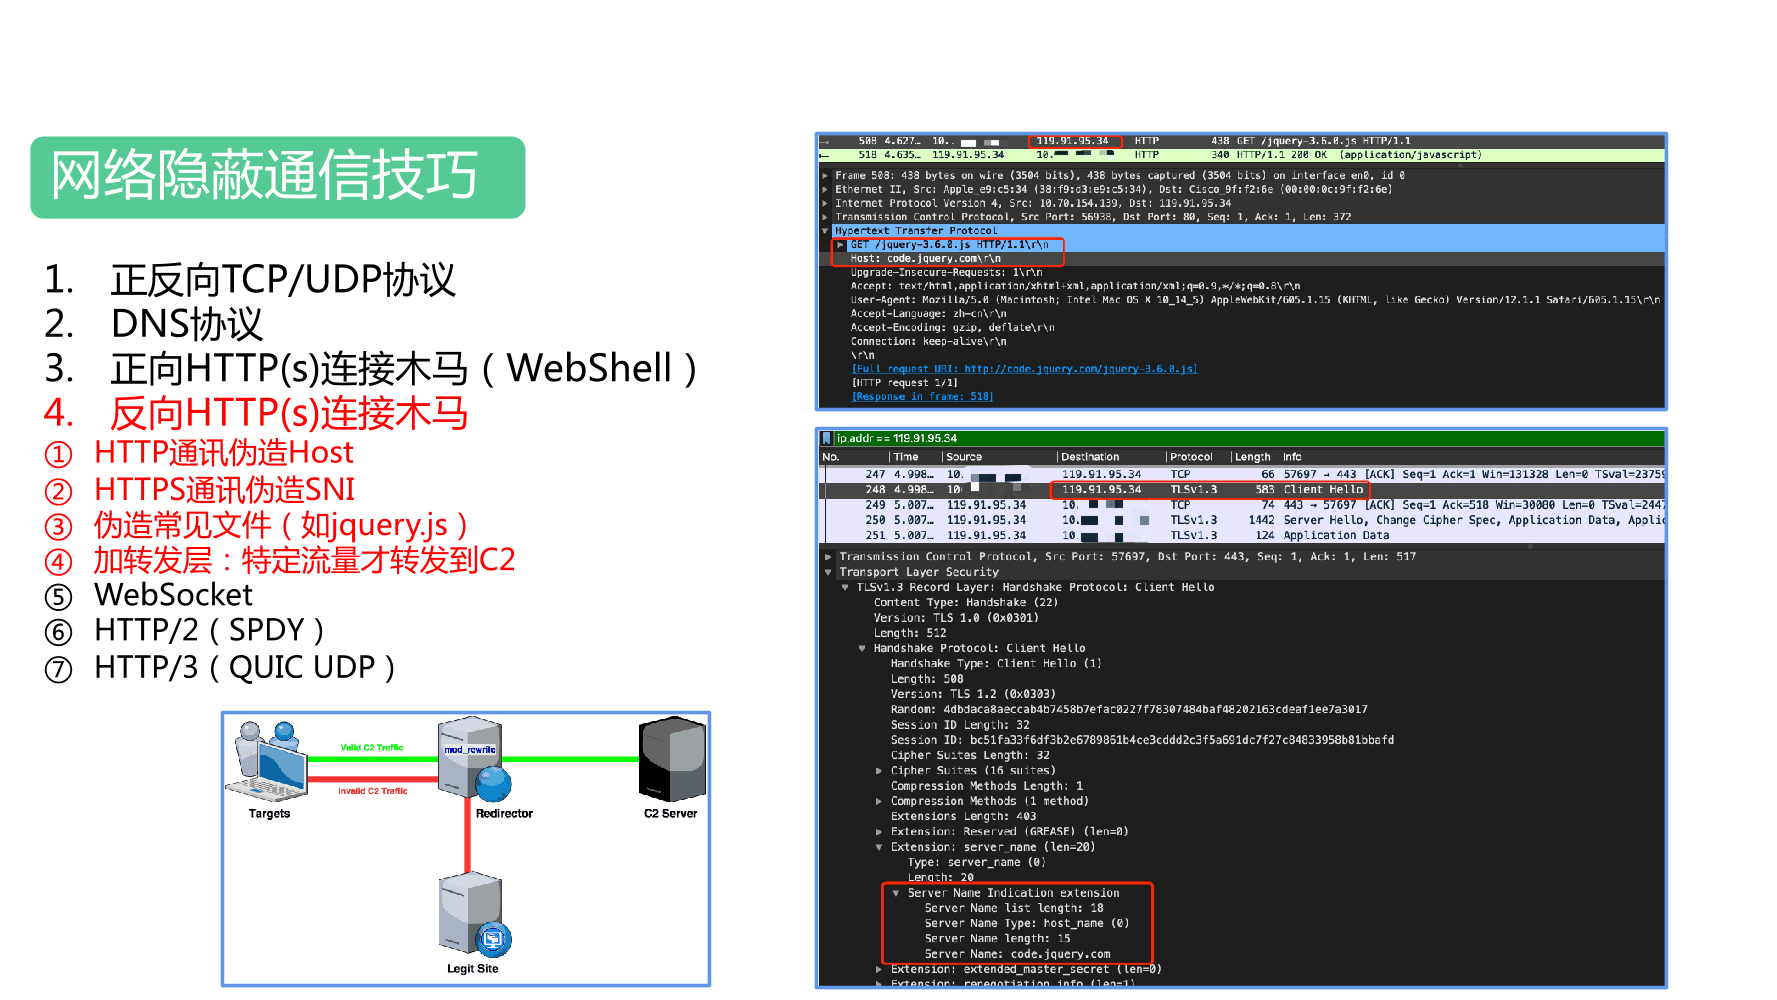 网络隐蔽通信技巧
1. 正反向TCP/UDP协议
2. DNS协议
3. 正向HTTP(s)连接木马（WebShell）
4. 反向HTTP(s)连接木马
① HTTP通讯伪造Host
② HTTPS通讯伪造SNI
③ 伪造常见文件（如jquery.js）
④ 加转发层：特定流量才转发到C2
⑤ WebSocket
⑥ HTTP/2（SPDY）
⑦ HTTP/3（QUIC UDP）
Valid C2 Traffic
mod_rewrite
Invalid C2 Traffic
Targets
Redirector
C2 Server
Legit Site
508 4.627… 10.. 119.91.95.34 HTTP 438 GET /jquery-3.6.0.js HTTP/1.1
518 4.635… 119.91.95.34 10. HTTP 340 HTTP/1.1 200 OK (application/javascript)
Frame 508: 438 bytes on wire (3504 bits), 438 bytes captured (3504 bits) on interface en0, id 0
Ethernet II, Src: Apple_e9:c5:34 (38:f9:d3:e9:c5:34), Dst: Cisco_9f:f2:6e (00:00:0c:9f:f2:6e)
Internet Protocol Version 4, Src: 10.70.154.139, Dst: 119.91.95.34
Transmission Control Protocol, Src Port: 56938, Dst Port: 80, Seq: 1, Ack: 1, Len: 372
Hypertext Transfer Protocol
GET /jquery-3.6.0.js HTTP/1.1\r\n
Host: code.jquery.com\r\n
Upgrade-Insecure-Requests: 1\r\n
Accept: text/html,application/xhtml+xml,application/xml;q=0.9,*/*;q=0.8\r\n
User-Agent: Mozilla/5.0 (Macintosh; Intel Mac OS X 10_14_5) AppleWebKit/605.1.15 (KHTML, like Gecko) Version/12.1.1 Safari/605.1.15\r\n
Accept-Language: zh-cn\r\n
Accept-Encoding: gzip, deflate\r\n
Connection: keep-alive\r\n
\r\n
[Full request URI: http://code.jquery.com/jquery-3.6.0.js]
[HTTP request 1/1]
[Response in frame: 518]
ip.addr == 119.91.95.34
No. Time Source Destination Protocol Length Info
247 4.998… 10. 119.91.95.34 TCP 66 57697 → 443 [ACK] Seq=1 Ack=1 Win=131328 Len=0 TSval=23759
248 4.998… 10 119.91.95.34 TLSv1.3 583 Client Hello
249 5.007… 119.91.95.34 10. TCP 74 443 → 57697 [ACK] Seq=1 Ack=518 Win=30080 Len=0 TSval=2447
250 5.007… 119.91.95.34 10. TLSv1.3 1442 Server Hello, Change Cipher Spec, Application Data, Applic
251 5.007… 119.91.95.34 10. TLSv1.3 124 Application Data
Transmission Control Protocol, Src Port: 57697, Dst Port: 443, Seq: 1, Ack: 1, Len: 517
Transport Layer Security
TLSv1.3 Record Layer: Handshake Protocol: Client Hello
Content Type: Handshake (22)
Version: TLS 1.0 (0x0301)
Length: 512
Handshake Protocol: Client Hello
Handshake Type: Client Hello (1)
Length: 508
Version: TLS 1.2 (0x0303)
Random: 4dbdaca8aeccab4b7458b7efac0227f78307484baf48202163cdeaf1ee7a3017
Session ID Length: 32
Session ID: bc51fa33f6df3b2e6789861b4ce3cddd2c3f5a691dc7f27c84833958b81bbafd
Cipher Suites Length: 32
Cipher Suites (16 suites)
Compression Methods Length: 1
Compression Methods (1 method)
Extensions Length: 403
Extension: Reserved (GREASE) (len=0)
Extension: server_name (len=20)
Type: server_name (0)
Length: 20
Server Name Indication extension
Server Name list length: 18
Server Name Type: host_name (0)
Server Name length: 15
Server Name: code.jquery.com
Extension: extended_master_secret (len=0)
Extension: renegotiation_info (len=1)